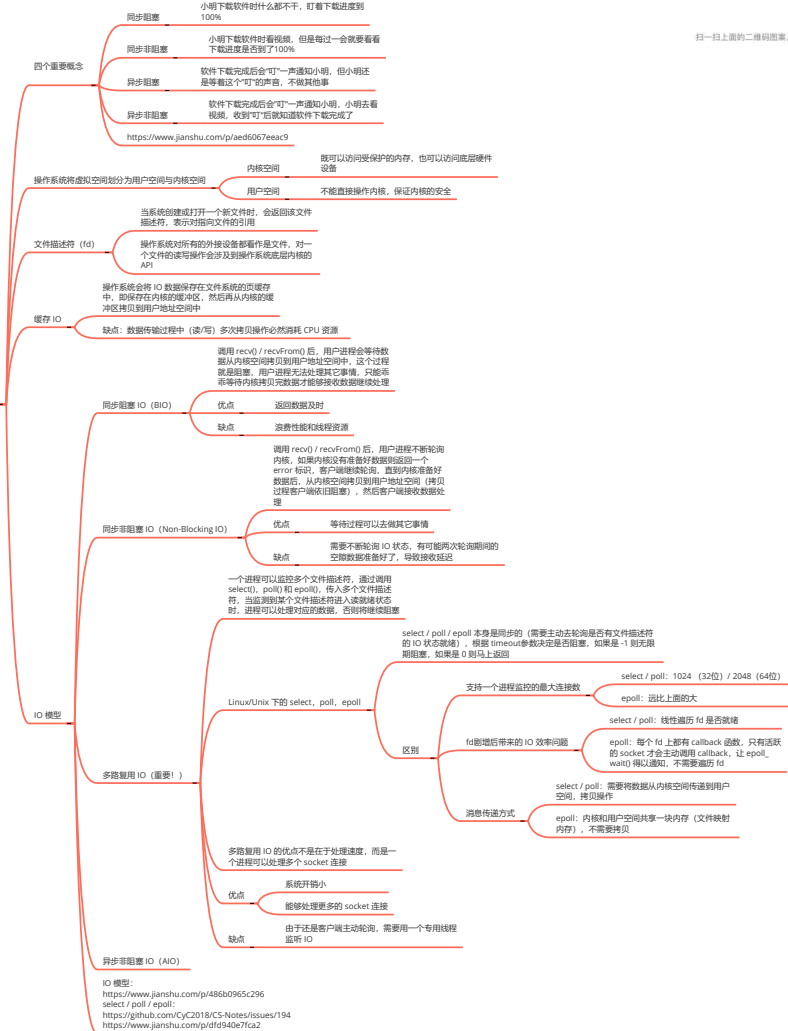 扫一扫上面的二维码图案，
四个重要概念
同步阻塞
小明下载软件时什么都不干，盯着下载进度到
100%
同步非阻塞
小明下载软件时看视频，但是每过一会就要看看
下载进度是否到了100%
异步阻塞
软件下载完成后会“叮”一声通知小明，但小明还
是等着这个“叮”的声音，不做其他事
异步非阻塞
软件下载完成后会“叮”一声通知小明，小明去看
视频，收到“叮”后就知道软件下载完成了
https://www.jianshu.com/p/aed6067eeac9
操作系统将虚拟空间划分为用户空间与内核空间
内核空间
既可以访问受保护的内存，也可以访问底层硬件
设备
用户空间
不能直接操作内核，保证内核的安全
文件描述符（fd）
当系统创建或打开一个新文件时，会返回该文件
描述符，表示对指向文件的引用
操作系统对所有的外接设备都看作是文件，对一
个文件的读写操作会涉及到操作系统底层内核的
API
缓存 IO
操作系统会将 IO 数据保存在文件系统的页缓存
中，即保存在内核的缓冲区，然后再从内核的缓
冲区拷贝到用户地址空间中
缺点：数据传输过程中（读/写）多次拷贝操作必然消耗 CPU 资源
IO 模型
同步阻塞 IO（BIO）
调用 recv() / recvFrom() 后，用户进程会等待数
据从内核空间拷贝到用户地址空间中，这个过程
就是阻塞，用户进程无法处理其它事情，只能乖
乖等待内核拷贝完数据才能够接收数据继续处理
优点
返回数据及时
缺点
浪费性能和线程资源
同步非阻塞 IO（Non-Blocking IO）
调用 recv() / recvFrom() 后，用户进程不断轮询
内核，如果内核没有准备好数据则返回一个
error 标识，客户端继续轮询，直到内核准备好
数据后，从内核空间拷贝到用户地址空间（拷贝
过程客户端依旧阻塞），然后客户端接收数据处
理
优点
等待过程可以去做其它事情
缺点
需要不断轮询 IO 状态，有可能两次轮询期间的
空隙数据准备好了，导致接收延迟
多路复用 IO（重要！）
一个进程可以监控多个文件描述符，通过调用
select()，poll() 和 epoll()，传入多个文件描述
符，当监测到某个文件描述符进入读就绪状态
时，进程可以处理对应的数据，否则将继续阻塞
Linux/Unix 下的 select，poll，epoll
select / poll / epoll 本身是同步的（需要主动去轮询是否有文件描述符
的 IO 状态就绪），根据 timeout参数决定是否阻塞，如果是 -1 则无限
期阻塞，如果是 0 则马上返回
区别
支持一个进程监控的最大连接数
select / poll：1024 （32位）/ 2048（64位）
epoll：远比上面的大
fd剧增后带来的 IO 效率问题
select / poll：线性遍历 fd 是否就绪
epoll：每个 fd 上都有 callback 函数，只有活跃
的 socket 才会主动调用 callback，让 epoll_
wait() 得以通知，不需要遍历 fd
消息传递方式
select / poll：需要将数据从内核空间传递到用户
空间，拷贝操作
epoll：内核和用户空间共享一块内存（文件映射
内存），不需要拷贝
多路复用 IO 的优点不是在于处理速度，而是一
个进程可以处理多个 socket 连接
优点
系统开销小
能够处理更多的 socket 连接
缺点
由于还是客户端主动轮询，需要用一个专用线程
监听 IO
异步非阻塞 IO（AIO）
IO 模型：
https://www.jianshu.com/p/486b0965c296
select / poll / epoll：
https://github.com/CyC2018/CS-Notes/issues/194
https://www.jianshu.com/p/dfd940e7fca2